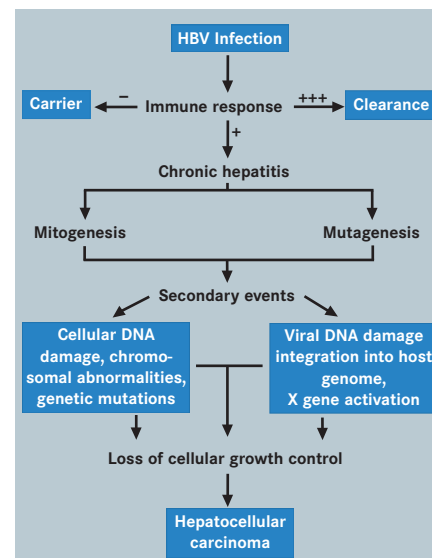 HBV Infection
Carrier
–
Immune response
+++
Clearance
+
Chronic hepatitis
Mitogenesis
Mutagenesis
Secondary events
Cellular DNA
damage, chromo-
somal abnormalities,
genetic mutations
Viral DNA damage
integration into host
genome,
X gene activation
Loss of cellular growth control
Hepatocellular
carcinoma